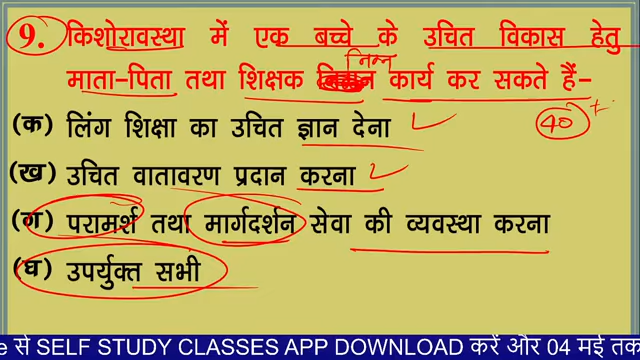 9. किशोरावस्था में एक बच्चे के उचित विकास हेतु
माता-पिता तथा शिक्षक निम्न कार्य कर सकते हैं-
40+
(क) लिंग शिक्षा का उचित ज्ञान देना
(ख) उचित वातावरण प्रदान करना
(ग) परामर्श तथा मार्गदर्शन सेवा की व्यवस्था करना
(घ) उपर्युक्त सभी
से SELF STUDY CLASSES APP DOWNLOAD करें और 04 मई तक